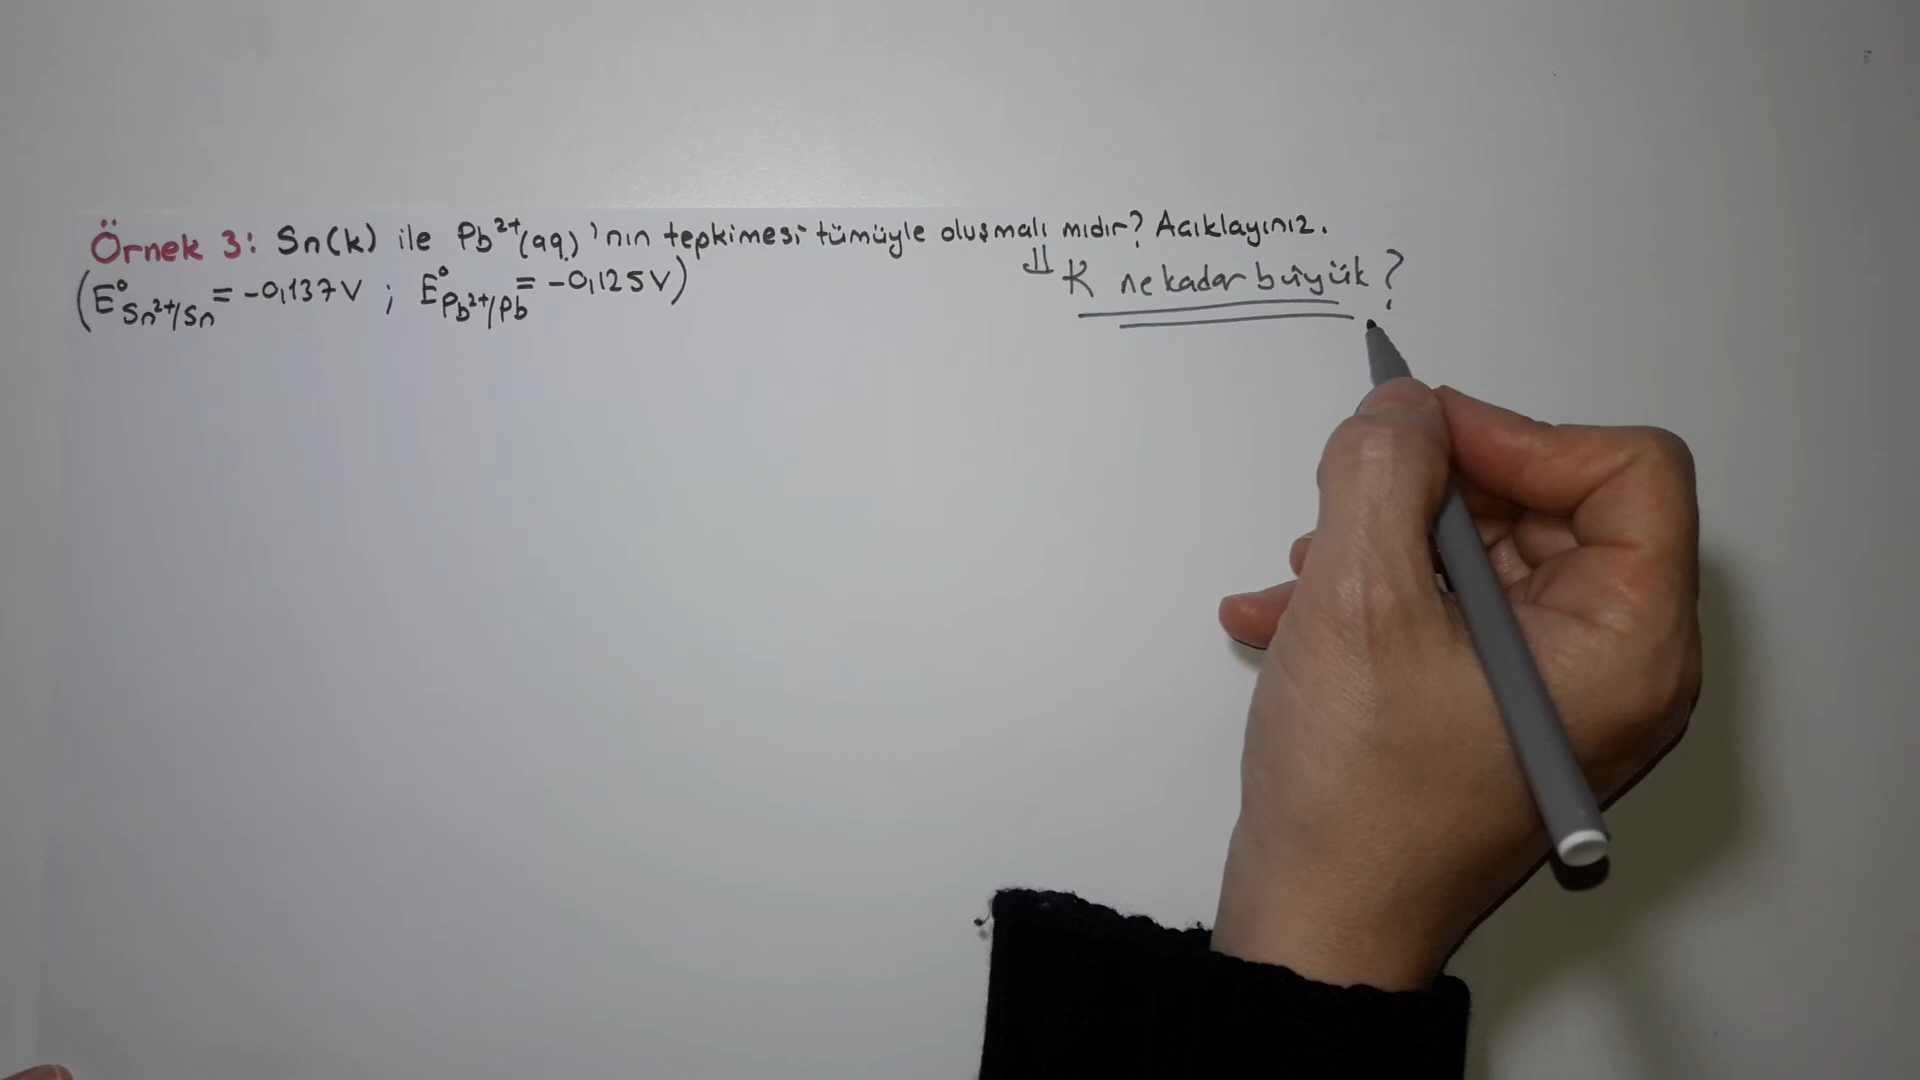 Örnek 3: Sn(k) ile Pb²⁺(aq)'nın tepkimesi tümüyle oluşmalı mıdır? Açıklayınız.
(E°Sn²⁺/Sn = -0,137V ; E°Pb²⁺/Pb = -0,125V)
⇓ K ne kadar büyük?